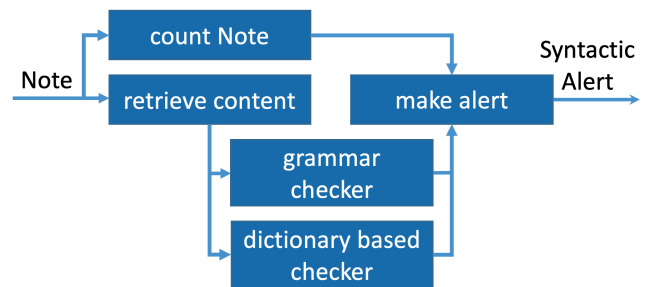 count Note
Syntactic
Alert
Note
retrieve content
make alert
grammar
checker
dictionary based
checker